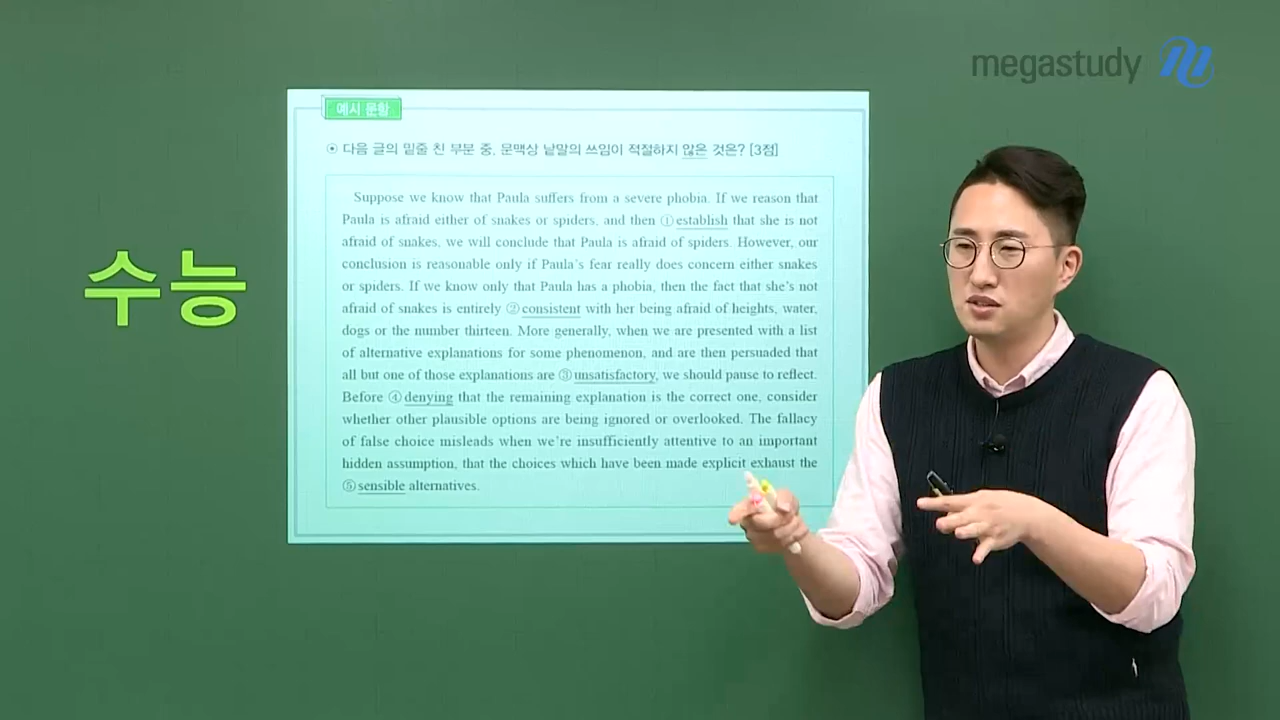 megastudy
수능
예시 문항
⊙ 다음 글의 밑줄 친 부분 중, 문맥상 낱말의 쓰임이 적절하지 않은 것은? [3점]
Suppose we know that Paula suffers from a severe phobia. If we reason that
Paula is afraid either of snakes or spiders, and then ① establish that she is not
afraid of snakes, we will conclude that Paula is afraid of spiders. However, our
conclusion is reasonable only if Paula's fear really does concern either snakes
or spiders. If we know only that Paula has a phobia, then the fact that she's not
afraid of snakes is entirely ② consistent with her being afraid of heights, water,
dogs or the number thirteen. More generally, when we are presented with a list
of alternative explanations for some phenomenon, and are then persuaded that
all but one of those explanations are ③ unsatisfactory, we should pause to reflect.
Before ④ denying that the remaining explanation is the correct one, consider
whether other plausible options are being ignored or overlooked. The fallacy
of false choice misleads when we're insufficiently attentive to an important
hidden assumption, that the choices which have been made explicit exhaust the
⑤ sensible alternatives.